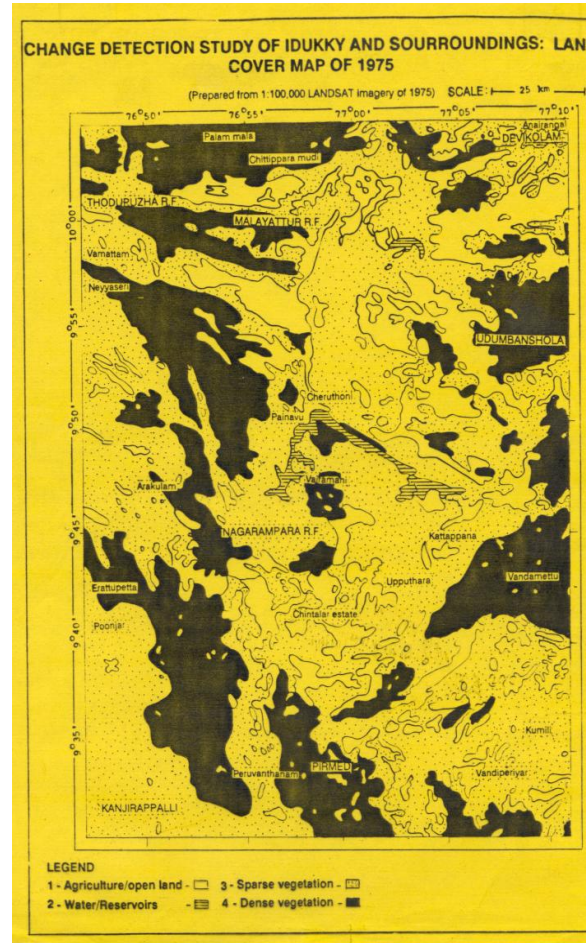 CHANGE DETECTION STUDY OF IDUKKY AND SOURROUNDINGS: LAN
COVER MAP OF 1975
(Prepared from 1:100,000 LANDSAT imagery of 1975) SCALE: 25 km
76°50' 76°55' 77°00' 77°05' 77°10'
Anairanga
Palam mala
DEVIKOLAM
Chittippara mudi
THODUPUZHA R.F.
10°00'
MALAYATTUR R.F.
Vamattam
Neyyaseri
9°55'
UDUMBANSHOLA
Cheruthoni
9°50'
Painavu
Arakulam
Vairamani
9°45'
NAGARAMPARA R.F.
Kattappana
Erattupetta
Upputhara
Vandamettu
Chintalar estate
9°40'
Poonjar
9°35'
Kumili
Peruvanthanam
PIRMED
Vandiperiyar
KANJIRAPPALLI
LEGEND
1 - Agriculture/open land - 3 - Sparse vegetation -
2 - Water/Reservoirs - 4 - Dense vegetation -